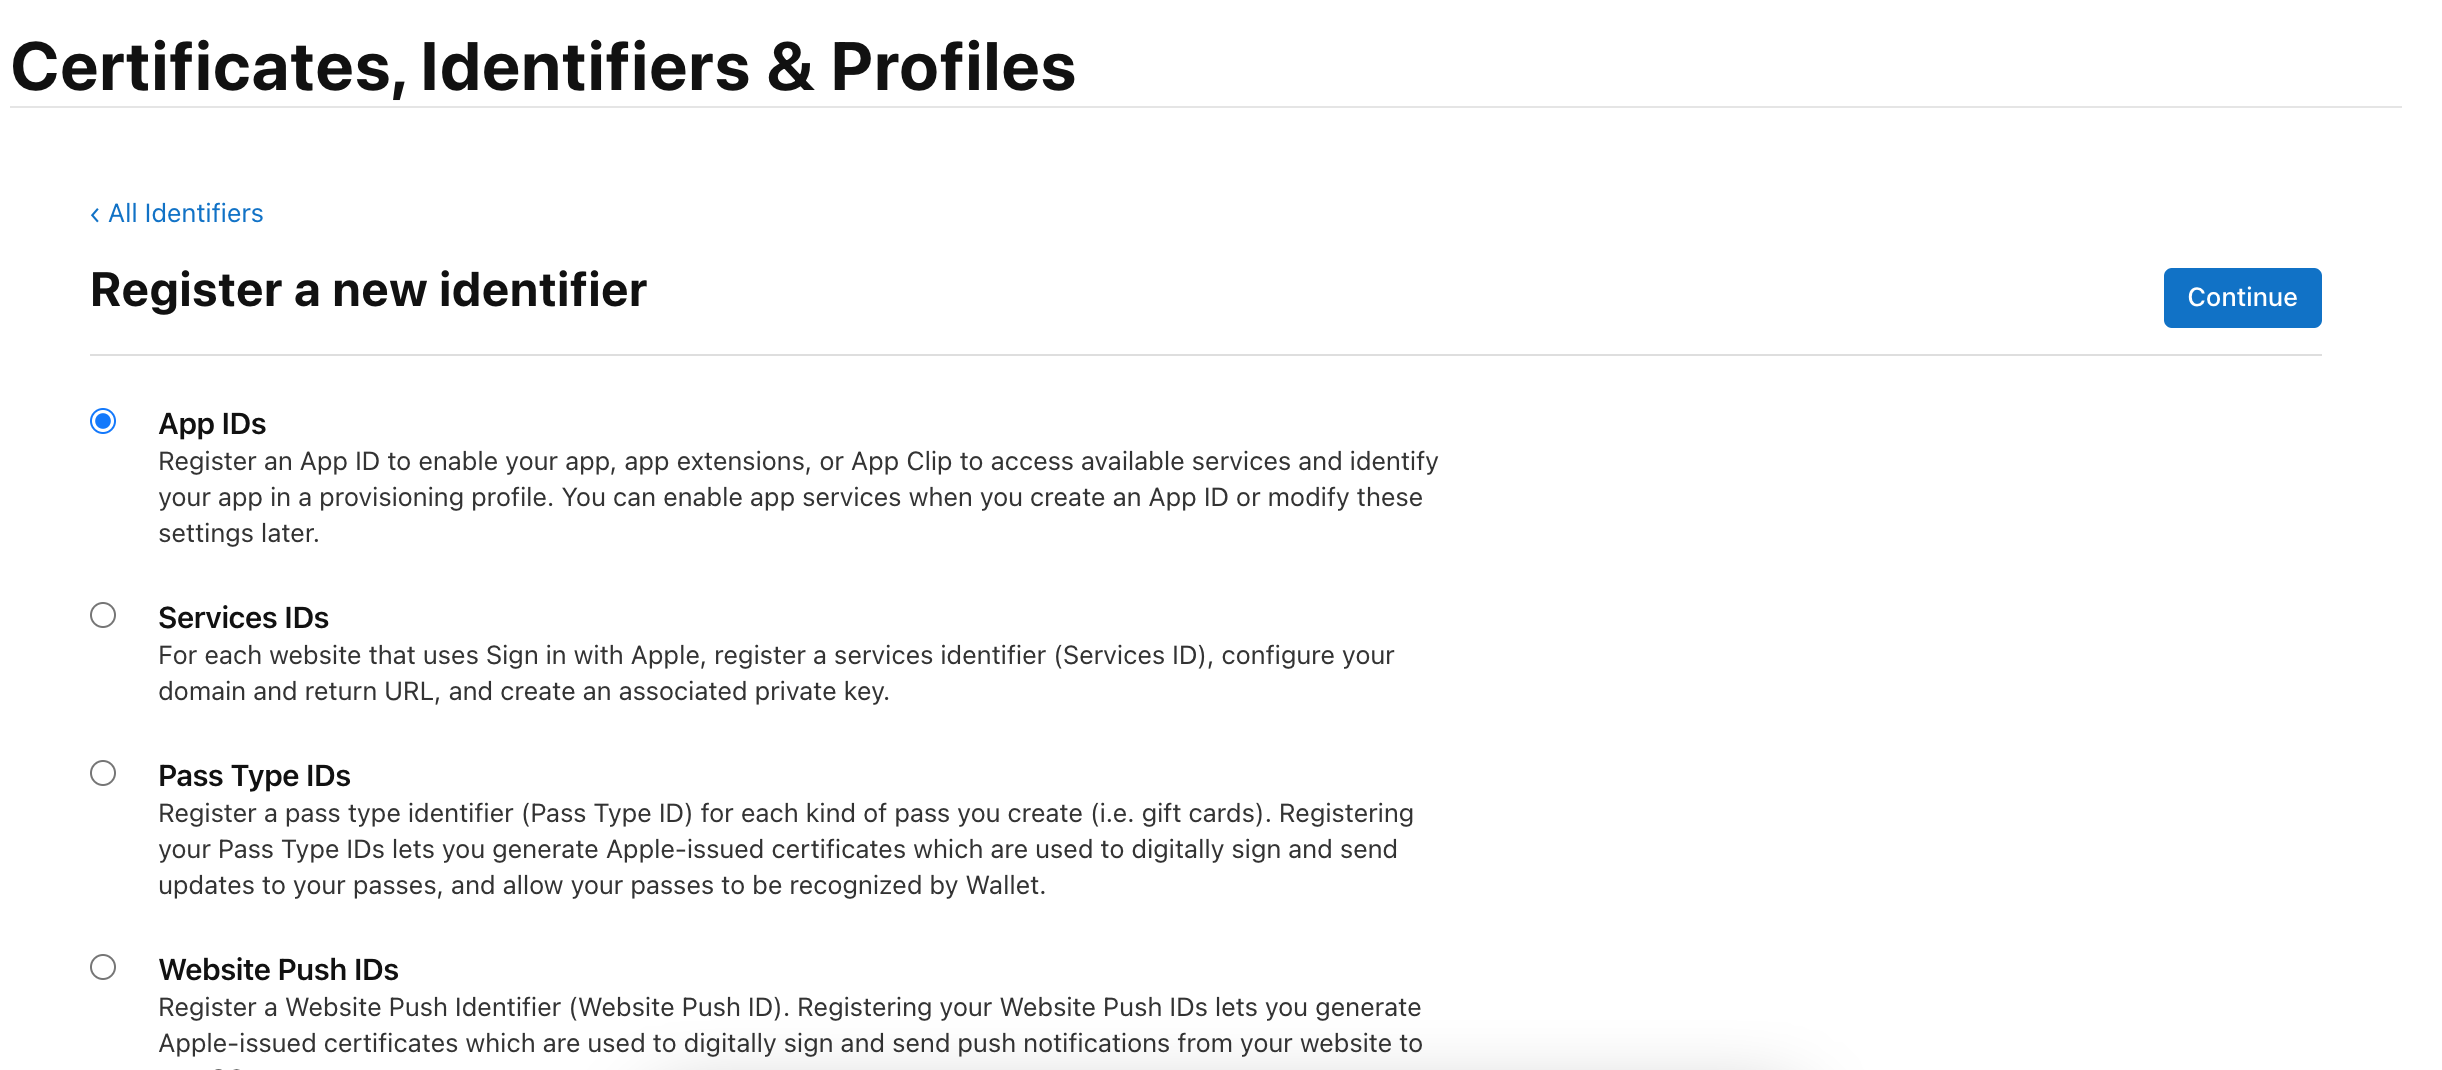 Certificates, Identifiers & Profiles
‹ All Identifiers
Register a new identifier
Continue
App IDs
Register an App ID to enable your app, app extensions, or App Clip to access available services and identify
your app in a provisioning profile. You can enable app services when you create an App ID or modify these
settings later.
Services IDs
For each website that uses Sign in with Apple, register a services identifier (Services ID), configure your
domain and return URL, and create an associated private key.
Pass Type IDs
Register a pass type identifier (Pass Type ID) for each kind of pass you create (i.e. gift cards). Registering
your Pass Type IDs lets you generate Apple-issued certificates which are used to digitally sign and send
updates to your passes, and allow your passes to be recognized by Wallet.
Website Push IDs
Register a Website Push Identifier (Website Push ID). Registering your Website Push IDs lets you generate
Apple-issued certificates which are used to digitally sign and send push notifications from your website to